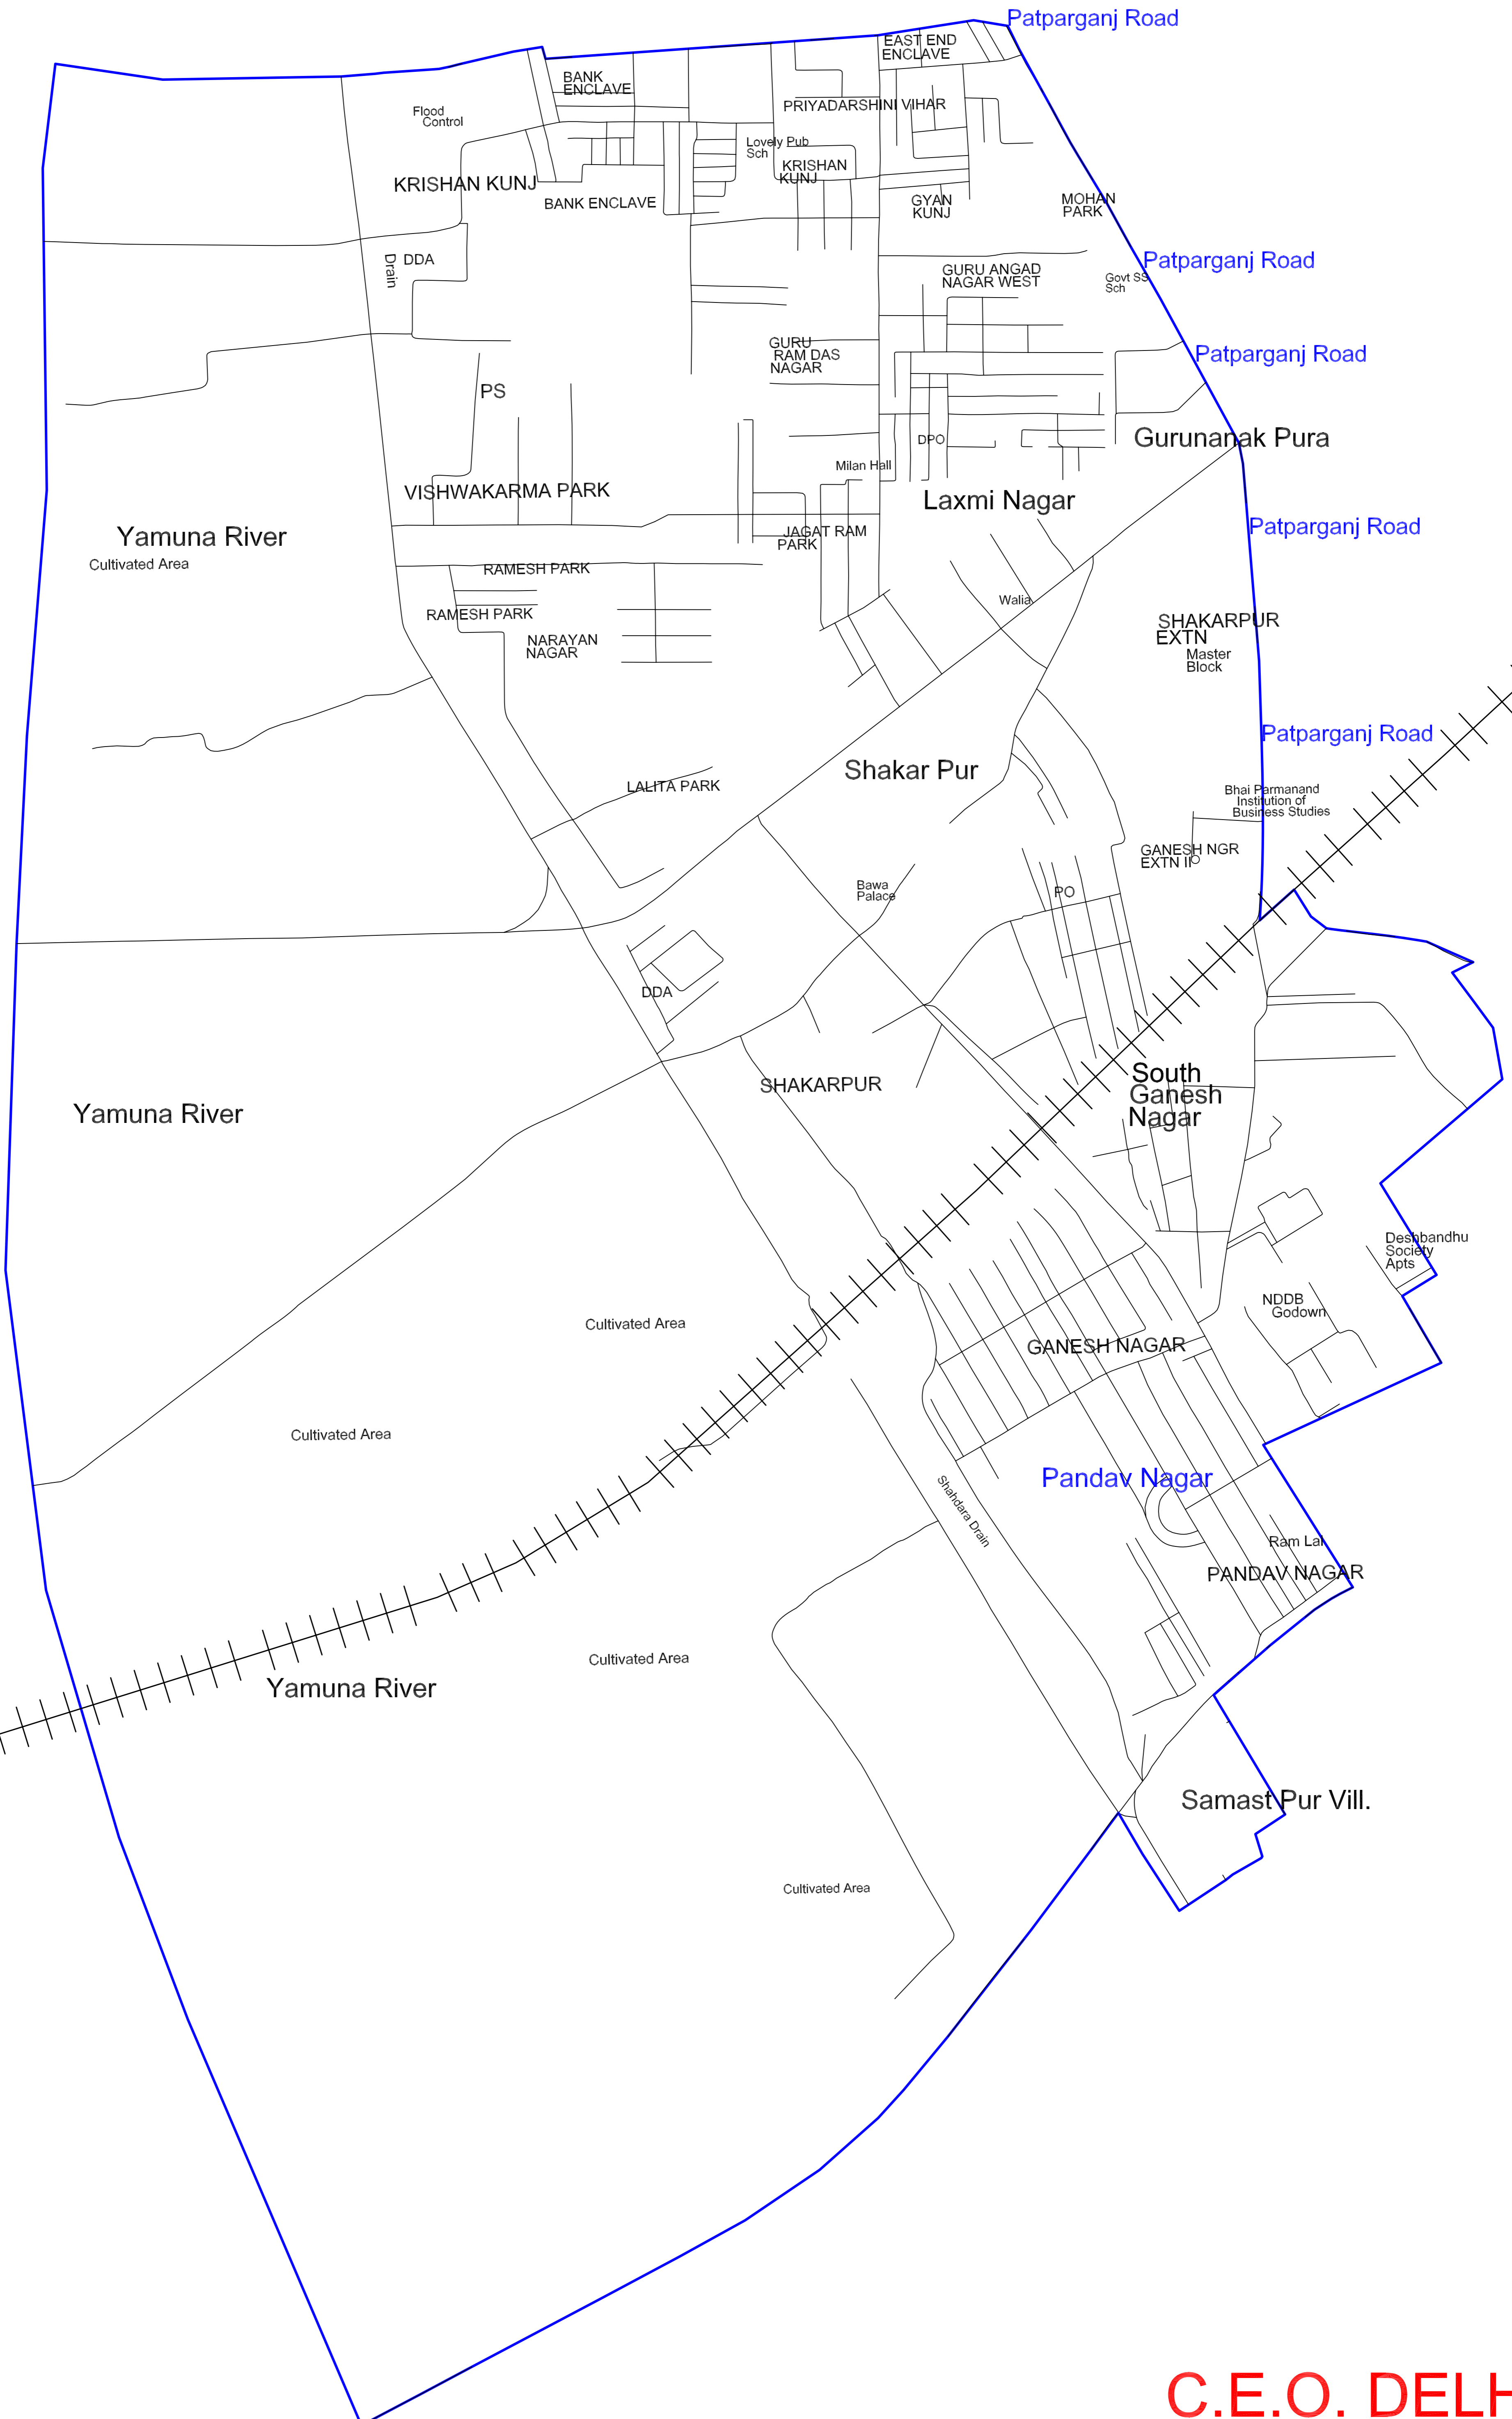 Patparganj Road
EAST END
ENCLAVE
BANK
ENCLAVE
PRIYADARSHINI VIHAR
Flood
Control
Lovely Pub
Sch
KRISHAN
KUNJ
KRISHAN KUNJ
BANK ENCLAVE
GYAN
KUNJ
MOHAN
PARK
Drain
DDA
Patparganj Road
GURU ANGAD
NAGAR WEST
Govt SS
Sch
GURU
RAM DAS
NAGAR
Patparganj Road
PS
Gurunanak Pura
DPO
Milan Hall
VISHWAKARMA PARK
Laxmi Nagar
Yamuna River
Cultivated Area
JAGAT RAM
PARK
Patparganj Road
RAMESH PARK
RAMESH PARK
Walia
NARAYAN
NAGAR
SHAKARPUR
EXTN
Master
Block
Patparganj Road
Shakar Pur
LALITA PARK
Bhai Parmanand
Institution of
Business Studies
GANESH NGR
EXTN II
Bawa
Palace
PO
DDA
SHAKARPUR
South
Ganesh
Nagar
Yamuna River
Deshbandhu
Society
Apts
NDDB
Godown
Cultivated Area
GANESH NAGAR
Cultivated Area
Pandav Nagar
Shahdara Drain
Ram Lal
PANDAV NAGAR
Cultivated Area
Yamuna River
Samast Pur Vill.
Cultivated Area
C.E.O. DELH